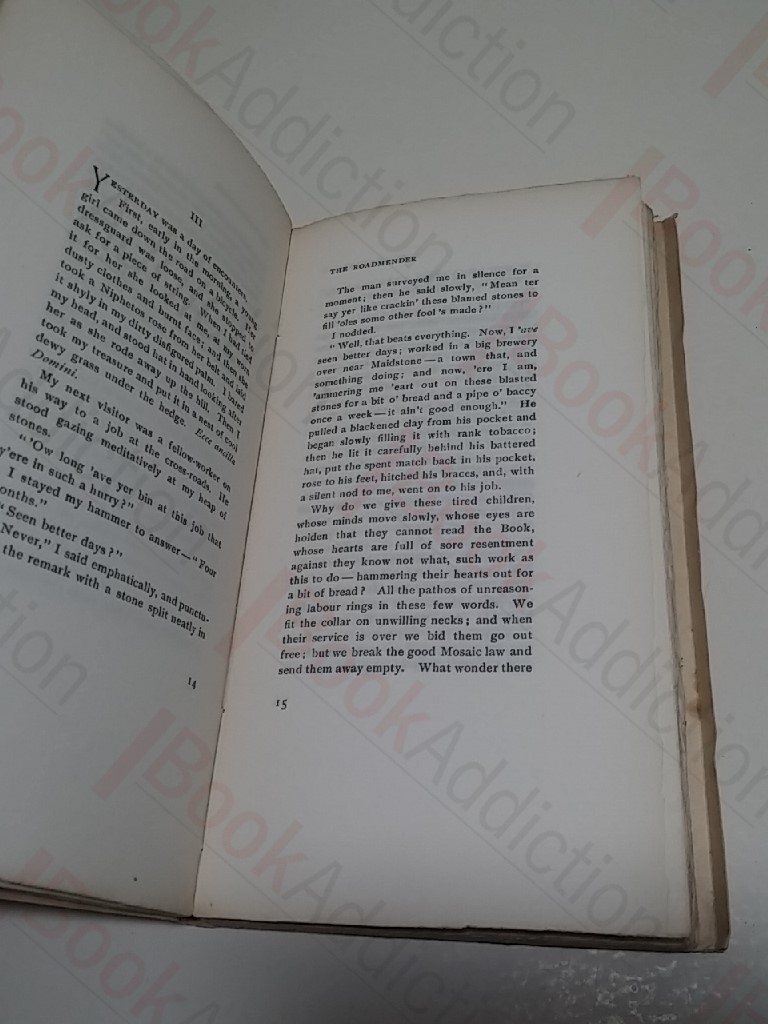 III
YESTERDAY was a day of encounters.
First, early in the morning, a young
girl came down the road on a bicycle. Her
dressguard was loose, and she stopped to
ask for a piece of string. When I had tied
it for her she looked at me, at my worn
dusty clothes and burnt face; and then she
took a Niphetos rose from her belt and laid
it shyly in my dirty disfigured palm. I bared
my head, and stood hat in hand looking after
her as she rode away up the hill. Then I
took my treasure and put it in a nest of cool
dewy grass under the hedge. Ecce ancilla
Domini.
My next visitor was a fellow-worker on
his way to a job at the cross-roads. He
stood gazing meditatively at my heap of
stones.
"'Ow long 'ave yer bin at this job that
y'ere in such a hurry?"
I stayed my hammer to answer—"Four
onths."
"Seen better days?"
Never," I said emphatically, and punctu-
the remark with a stone split neatly in
14
THE ROADMENDER
The man surveyed me in silence for a
moment; then he said slowly, "Mean ter
say yer like crackin' these blamed stones to
fill 'oles some other fool's made?"
I nodded.
"Well, that beats everything. Now, I 'ave
seen better days; worked in a big brewery
over near Maidstone—a town that, and
something doing; and now, 'ere I am,
'ammering me 'eart out on these blasted
stones for a bit o' bread and a pipe o' baccy
once a week—it ain't good enough." He
pulled a blackened clay from his pocket and
began slowly filling it with rank tobacco;
then he lit it carefully behind his battered
hat, put the spent match back in his pocket,
rose to his feet, hitched his braces, and, with
a silent nod to me, went on to his job.
Why do we give these tired children,
whose minds move slowly, whose eyes are
holden that they cannot read the Book,
whose hearts are full of sore resentment
against they know not what, such work as
this to do—hammering their hearts out for
a bit of bread? All the pathos of unreason-
ing labour rings in these few words. We
fit the collar on unwilling necks; and when
their service is over we bid them go out
free; but we break the good Mosaic law and
send them away empty. What wonder there
15
BookAddiction